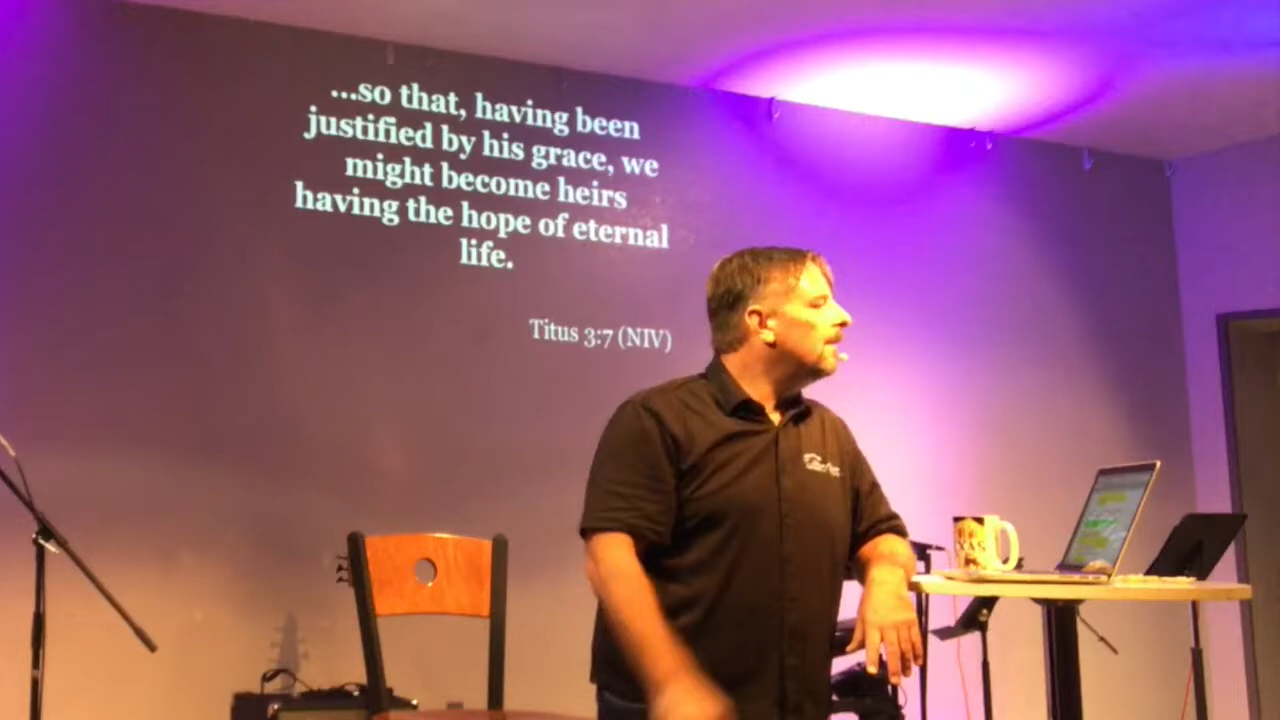 ...so that, having been
justified by his grace, we
might become heirs
having the hope of eternal
life.
Titus 3:7 (NIV)